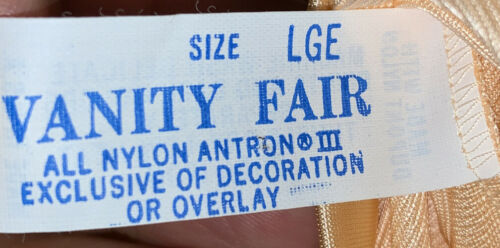 SIZE LGE
VANITY FAIR
ALL NYLON ANTRON® III
EXCLUSIVE OF DECORATION
OR OVERLAY